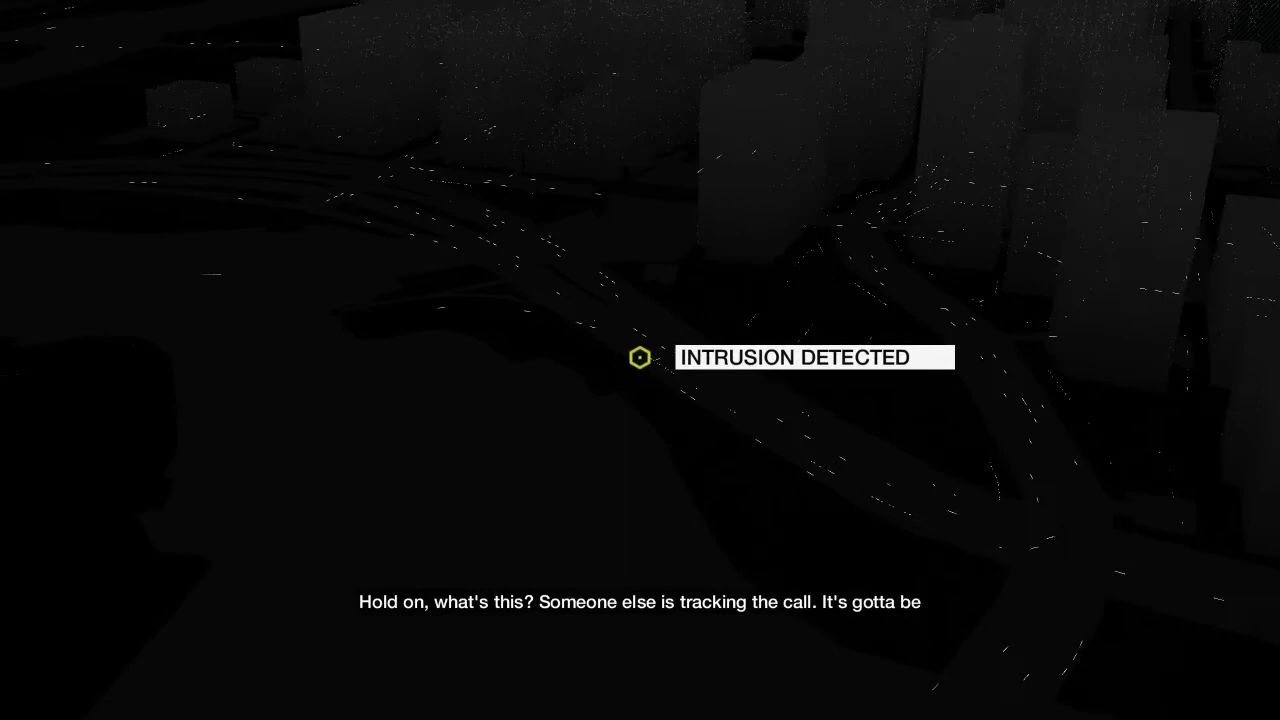 INTRUSION DETECTED
Hold on, what's this? Someone else is tracking the call. It's gotta be